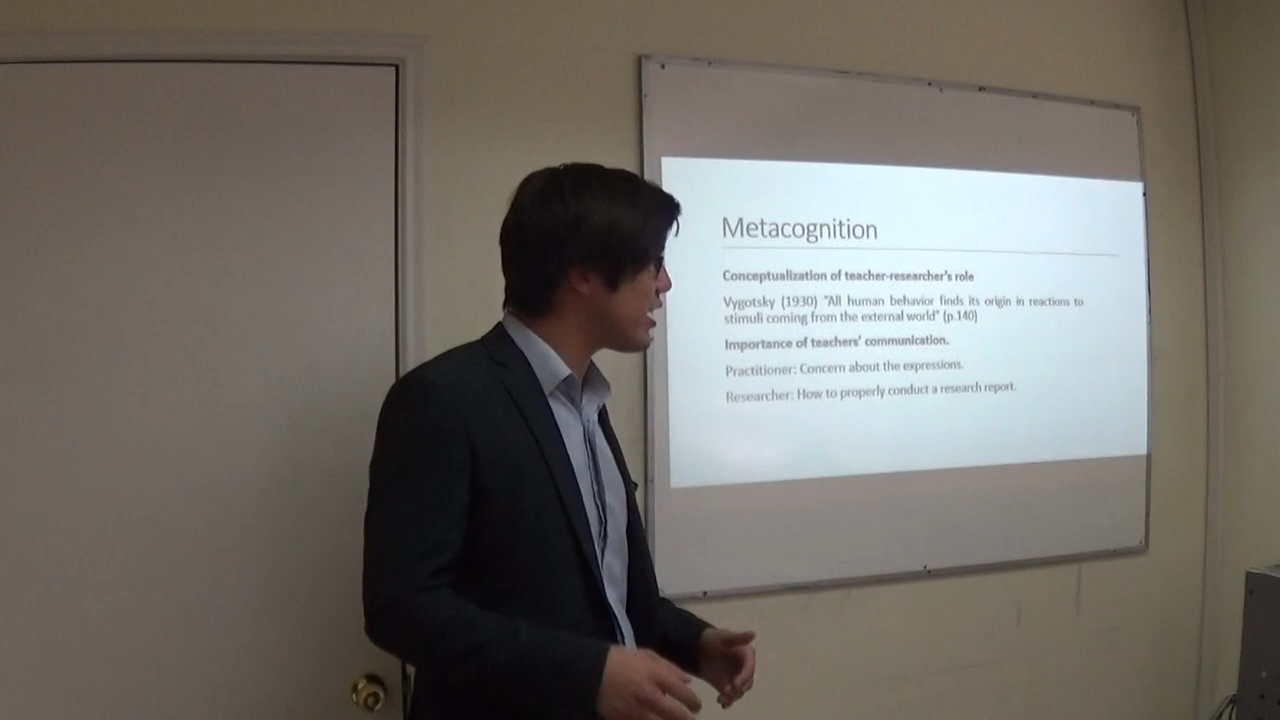 Metacognition
Conceptualization of teacher-researcher's role
Vygotsky (1930) "All human behavior finds its origin in reactions to
stimuli coming from the external world" (p.140)
Importance of teachers' communication.
Practitioner: Concern about the expressions.
Researcher: How to properly conduct a research report.